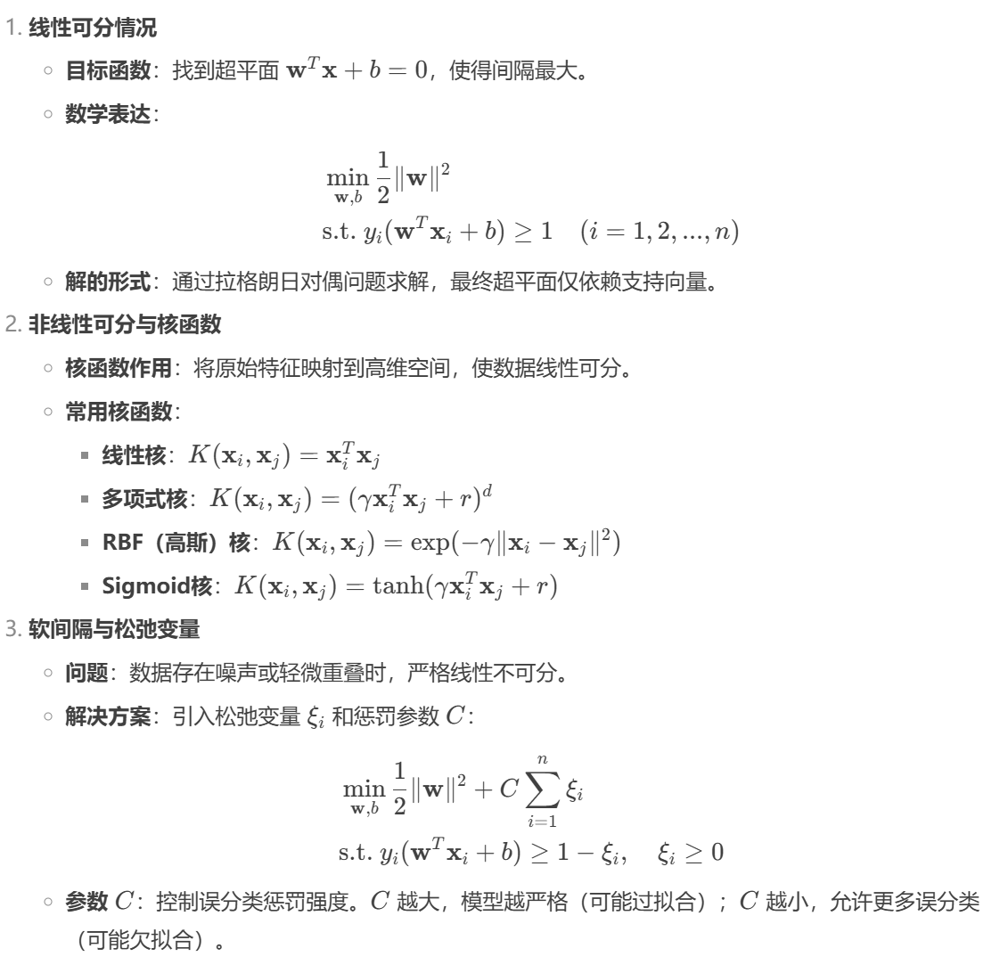 1. 线性可分情况
○ 目标函数：找到超平面 $\mathbf{w}^T\mathbf{x} + b = 0$，使得间隔最大。
○ 数学表达：
$\min_{\mathbf{w},b} \frac{1}{2}\|\mathbf{w}\|^2$
$\text{s.t. } y_i(\mathbf{w}^T\mathbf{x}_i + b) \geq 1 \quad (i = 1, 2, ..., n)$
○ 解的形式：通过拉格朗日对偶问题求解，最终超平面仅依赖支持向量。
2. 非线性可分与核函数
○ 核函数作用：将原始特征映射到高维空间，使数据线性可分。
○ 常用核函数：
▪ 线性核：$K(\mathbf{x}_i, \mathbf{x}_j) = \mathbf{x}_i^T\mathbf{x}_j$
▪ 多项式核：$K(\mathbf{x}_i, \mathbf{x}_j) = (\gamma\mathbf{x}_i^T\mathbf{x}_j + r)^d$
▪ RBF（高斯）核：$K(\mathbf{x}_i, \mathbf{x}_j) = \exp(-\gamma\|\mathbf{x}_i - \mathbf{x}_j\|^2)$
▪ Sigmoid核：$K(\mathbf{x}_i, \mathbf{x}_j) = \tanh(\gamma\mathbf{x}_i^T\mathbf{x}_j + r)$
3. 软间隔与松弛变量
○ 问题：数据存在噪声或轻微重叠时，严格线性不可分。
○ 解决方案：引入松弛变量 $\xi_i$ 和惩罚参数 $C$：
$\min_{\mathbf{w},b} \frac{1}{2}\|\mathbf{w}\|^2 + C\sum_{i=1}^{n}\xi_i$
$\text{s.t. } y_i(\mathbf{w}^T\mathbf{x}_i + b) \geq 1 - \xi_i, \quad \xi_i \geq 0$
○ 参数 $C$：控制误分类惩罚强度。$C$ 越大，模型越严格（可能过拟合）；$C$ 越小，允许更多误分类
（可能欠拟合）。